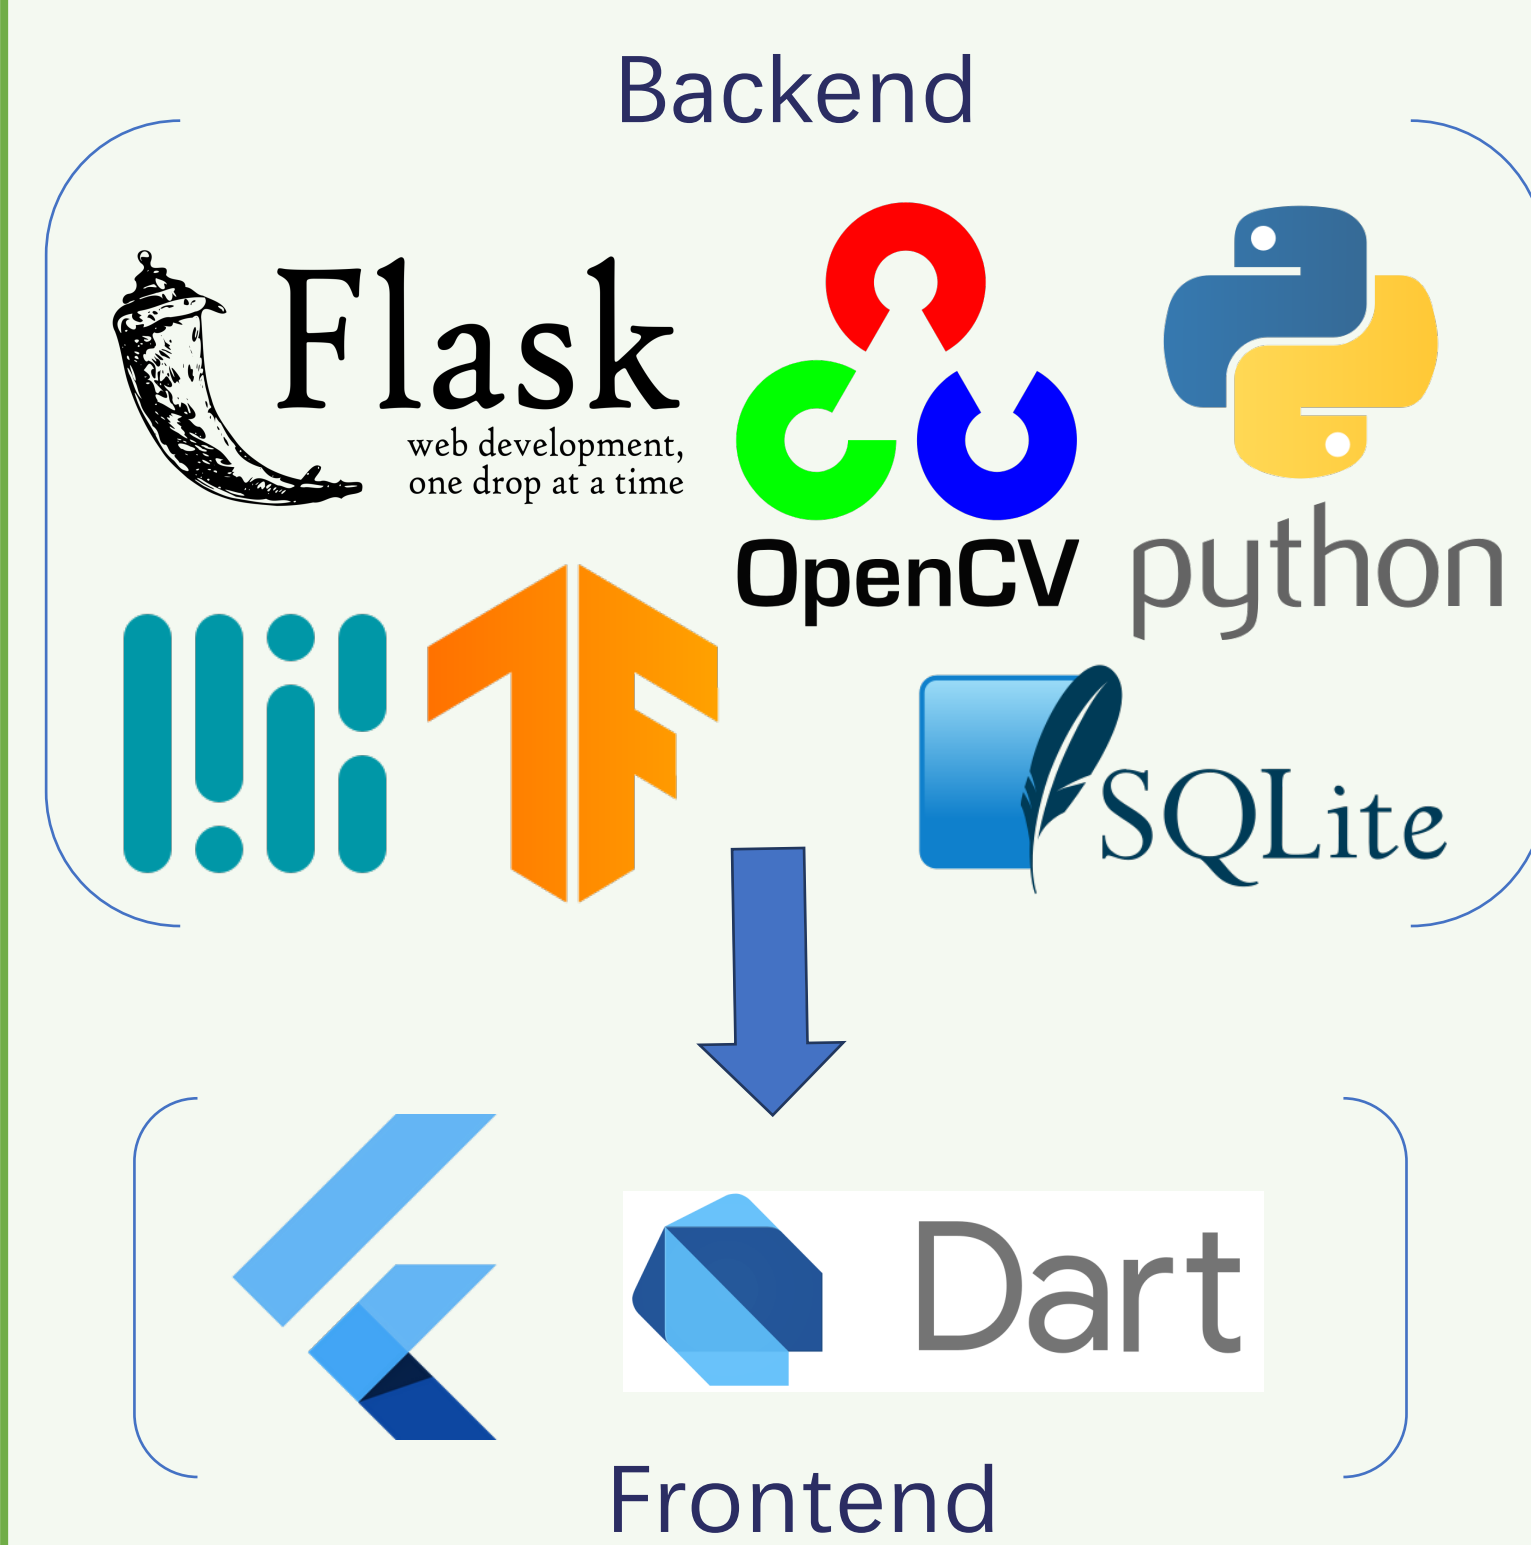 Backend
Flask
web development,
one drop at a time
OpenCV
python
SQLite
Dart
Frontend